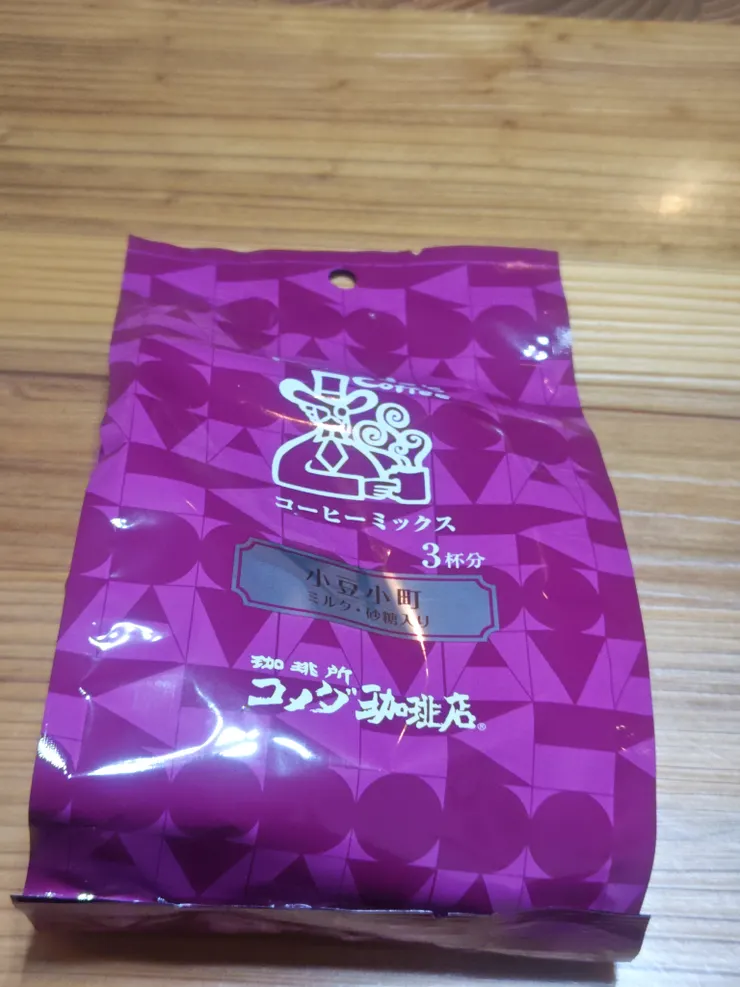 Coffee
コーヒーミックス
3杯分
小豆小町
ミルク・砂糖入り
珈琲所
コメダ珈琲店®